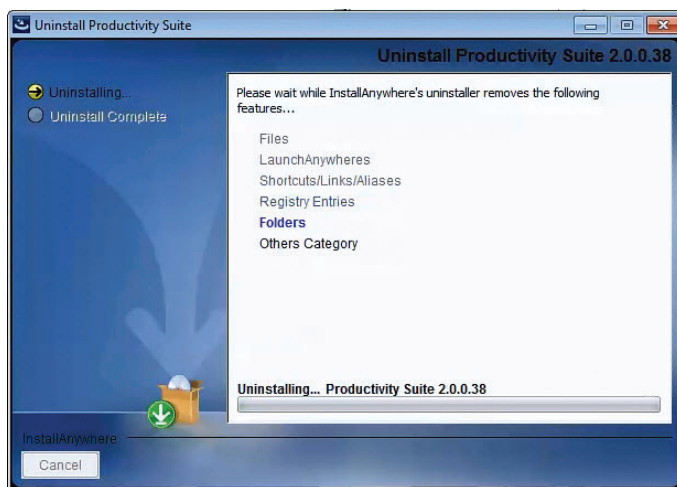 Uninstall Productivity Suite
Uninstall Productivity Suite 2.0.0.38
Uninstalling...
Uninstall Complete
Please wait while InstallAnywhere's uninstaller removes the following
features...
Files
LaunchAnywheres
Shortcuts/Links/Aliases
Registry Entries
Folders
Others Category
Uninstalling... Productivity Suite 2.0.0.38
InstallAnywhere
Cancel